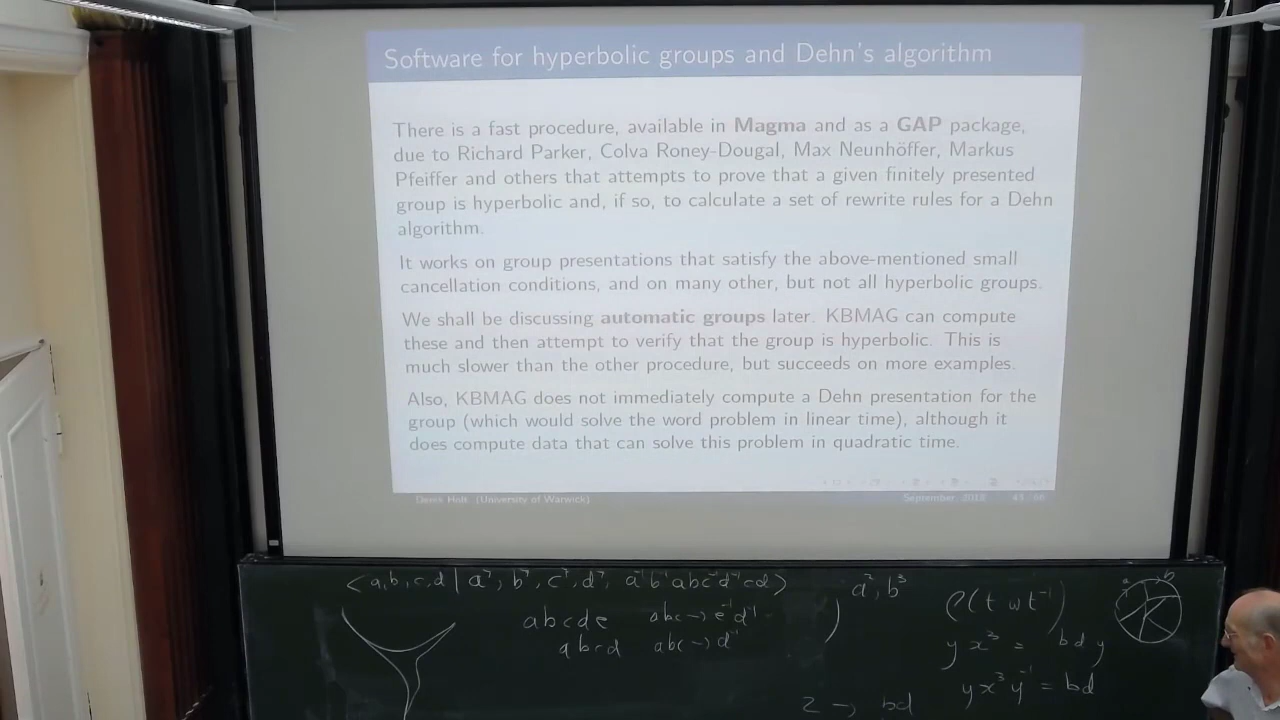 Software for hyperbolic groups and Dehn's algorithm
There is a fast procedure, available in Magma and as a GAP package,
due to Richard Parker, Colva Roney-Dougal, Max Neunhöffer, Markus
Pfeiffer and others that attempts to prove that a given finitely presented
group is hyperbolic and, if so, to calculate a set of rewrite rules for a Dehn
algorithm.
It works on group presentations that satisfy the above-mentioned small
cancellation conditions, and on many other, but not all hyperbolic groups.
We shall be discussing automatic groups later. KBMAG can compute
these and then attempt to verify that the group is hyperbolic. This is
much slower than the other procedure, but succeeds on more examples.
Also, KBMAG does not immediately compute a Dehn presentation for the
group (which would solve the word problem in linear time), although it
does compute data that can solve this problem in quadratic time.
Derek Holt (University of Warwick) September, 2018
⟨a,b,c,d | a⁷, b⁷, c⁷, d⁷, a⁻¹b⁻¹abc⁻¹d⁻¹cd⟩
abcde abc → e⁻¹d⁻¹
abcd abc → d⁻¹
ρ(t w t⁻¹)
yx³ = bdy
yx³y⁻¹ = bd
2 → bd